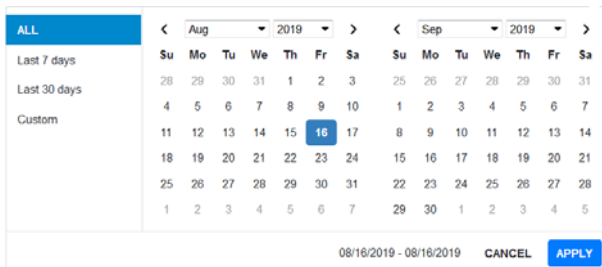 ALL
Last 7 days
Last 30 days
Custom
Aug 2019
Su Mo Tu We Th Fr Sa
28 29 30 31 1 2 3
4 5 6 7 8 9 10
11 12 13 14 15 16 17
18 19 20 21 22 23 24
25 26 27 28 29 30 31
1 2 3 4 5 6 7
Sep 2019
Su Mo Tu We Th Fr Sa
25 26 27 28 29 30 31
1 2 3 4 5 6 7
8 9 10 11 12 13 14
15 16 17 18 19 20 21
22 23 24 25 26 27 28
29 30 1 2 3 4 5
08/16/2019 - 08/16/2019 CANCEL APPLY